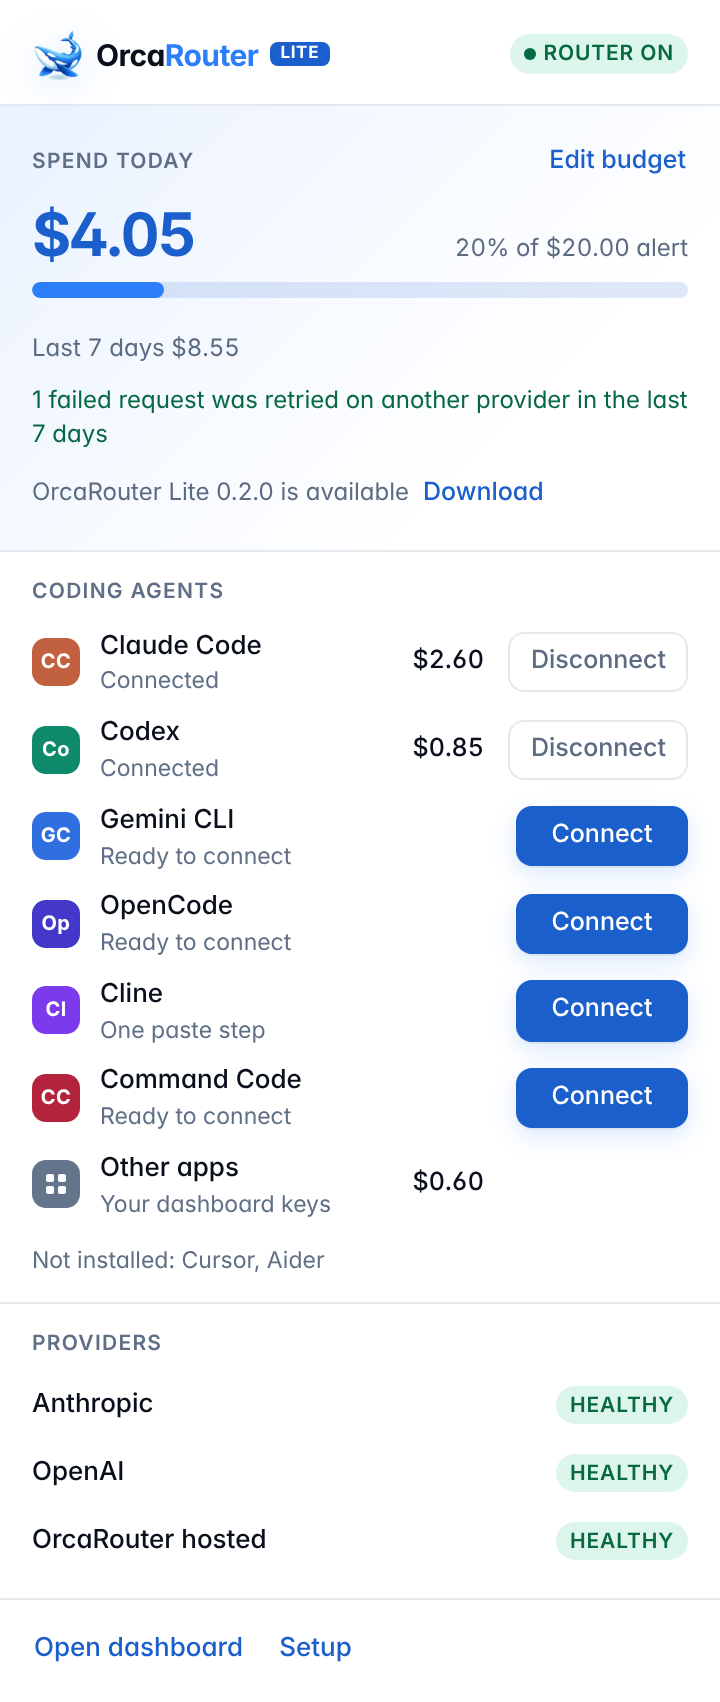 OrcaRouter LITE
ROUTER ON
SPEND TODAY
Edit budget
$4.05
20% of $20.00 alert
Last 7 days $8.55
1 failed request was retried on another provider in the last
7 days
OrcaRouter Lite 0.2.0 is available Download
CODING AGENTS
CC
Claude Code
Connected
$2.60
Disconnect
Co
Codex
Connected
$0.85
Disconnect
GC
Gemini CLI
Ready to connect
Connect
Op
OpenCode
Ready to connect
Connect
Cl
Cline
One paste step
Connect
CC
Command Code
Ready to connect
Connect
Other apps
Your dashboard keys
$0.60
Not installed: Cursor, Aider
PROVIDERS
Anthropic
HEALTHY
OpenAI
HEALTHY
OrcaRouter hosted
HEALTHY
Open dashboard
Setup